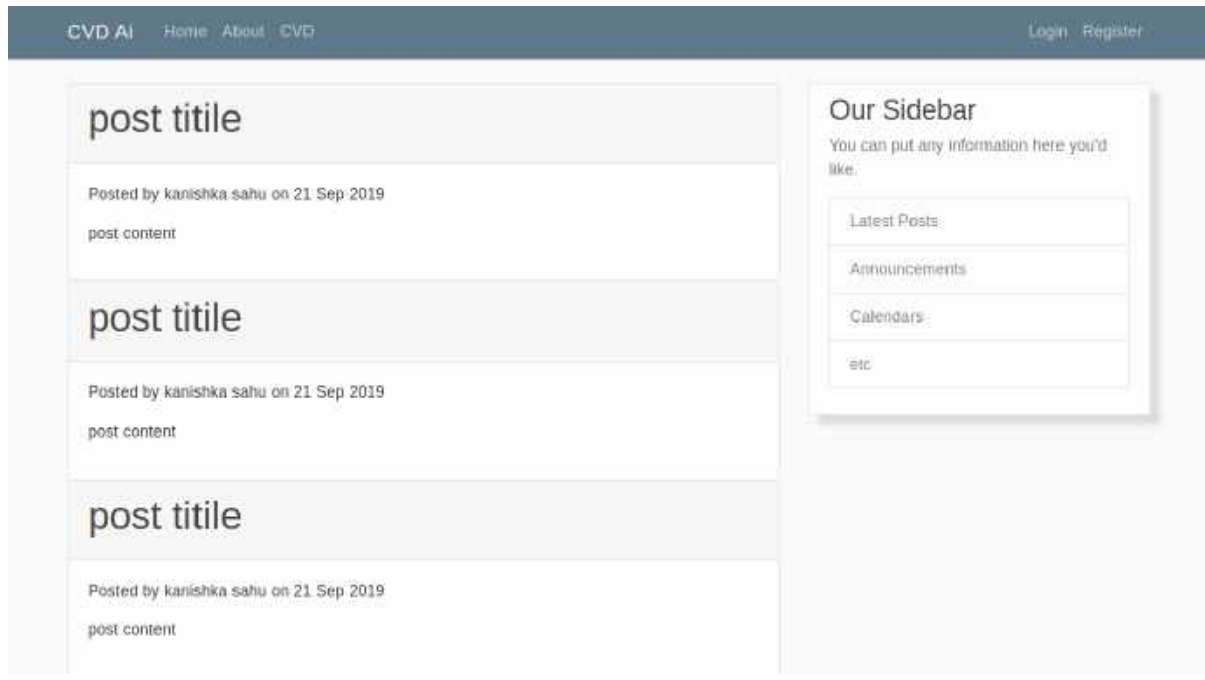 CVD AI Home About CVD Login Register
post titile
Posted by kanishka sahu on 21 Sep 2019
post content
post titile
Posted by kanishka sahu on 21 Sep 2019
post content
post titile
Posted by kanishka sahu on 21 Sep 2019
post content
Our Sidebar
You can put any information here you'd
like.
Latest Posts
Announcements
Calendars
etc